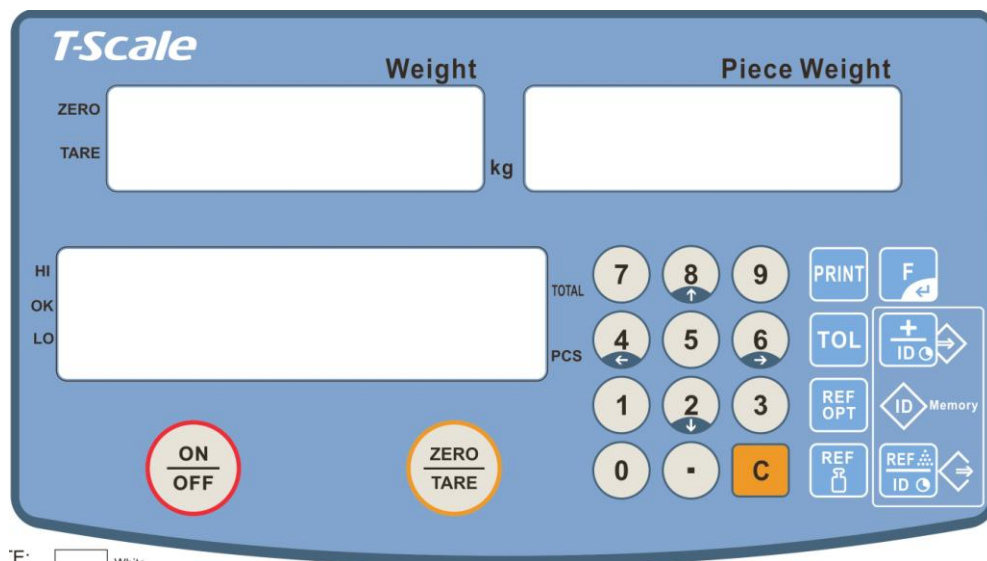 T-Scale
Weight
Piece Weight
ZERO
TARE
kg
HI
OK
LO
TOTAL
PCS
7 8 9 PRINT F
4 5 6 TOL + ID
1 2 3 REF OPT ID Memory
0 . C REF REF ID
ON
OFF
ZERO
TARE